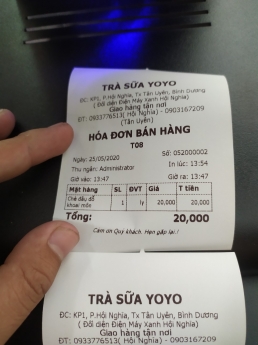 TRÀ SỮA YOYO
ĐC: KP1, P.Hội Nghĩa, Tx Tân Uyên, Bình Dương
( Đối diện Điện Máy Xanh Hội Nghĩa)
Giao hàng tận nơi
ĐT: 0933776513( Hội Nghĩa) - 0903167209
(Tân Uyên)
HÓA ĐƠN BÁN HÀNG
T08
Số: 052000002
Ngày: 25/05/2020 In lúc: 13:54
Thu ngân: Administrator
Giờ vào: 13:47 Giờ ra: 13:47
Mặt hàng SL ĐVT Giá T tiền
Chè đậu đỏ khoai môn 1 ly 20,000 20,000
Tổng: 20,000
Cảm ơn Quý khách. Hẹn gặp lại!
TRÀ SỮA YOYO
ĐC: KP1, P.Hội Nghĩa, Tx Tân Uyên, Bình Dương
( Đối diện Điện Máy Xanh Hội Nghĩa)
Giao hàng tận nơi
ĐT: 0933776513( Hội Nghĩa) - 0903167209